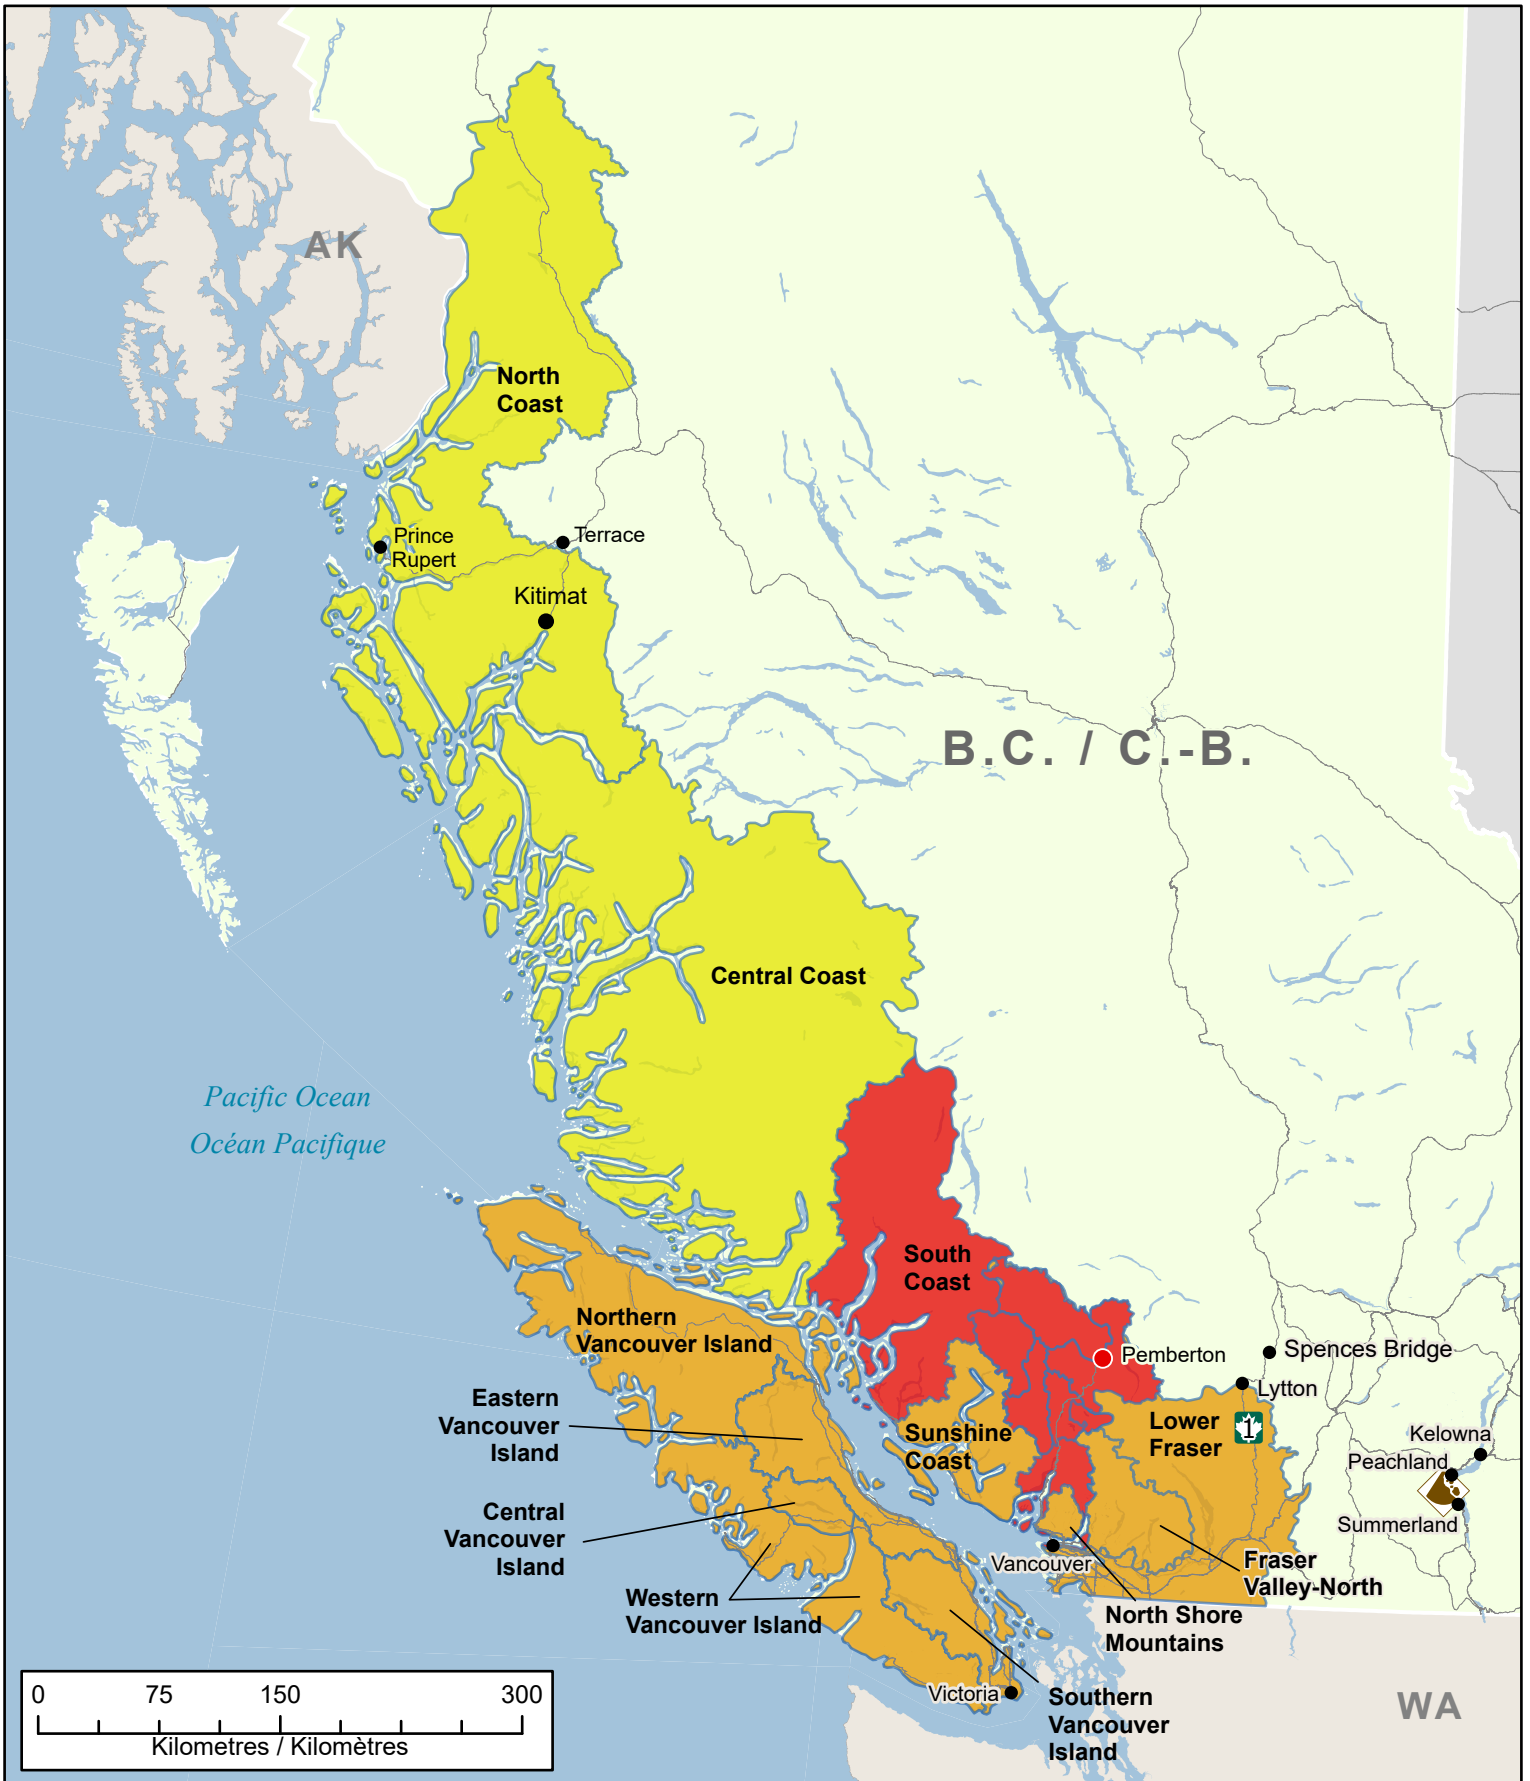 AK
North
Coast
Prince
Rupert
Terrace
Kitimat
B.C. / C.-B.
Central Coast
Pacific Ocean
Océan Pacifique
South
Coast
Northern
Vancouver Island
Pemberton
Spences Bridge
Lytton
Eastern
Vancouver
Island
Sunshine
Coast
Lower
Fraser
1
Kelowna
Peachland
Summerland
Central
Vancouver
Island
Vancouver
Fraser
Valley-North
Western
Vancouver Island
North Shore
Mountains
Victoria
Southern
Vancouver
Island
WA
0 75 150 300
Kilometres / Kilomètres